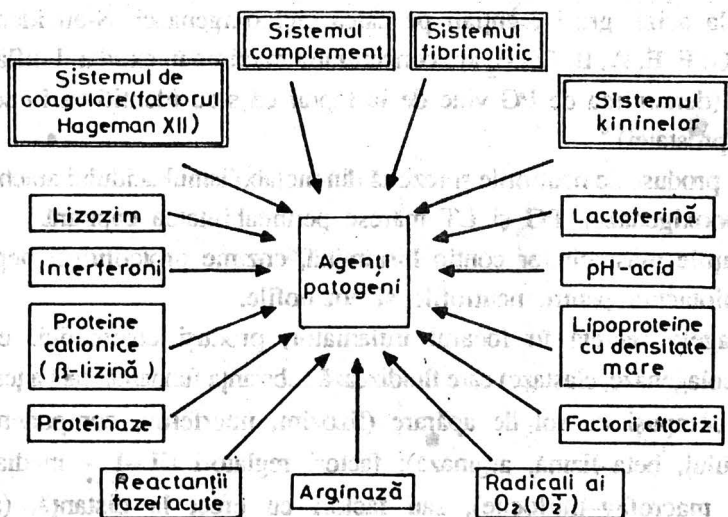 Sistemul
complement
Sistemul
fibrinolitic
Sistemul de
coagulare (factorul
Hageman XII)
Sistemul
kininelor
Lizozim
Lactoferină
Interferoni
Agenți
patogeni
pH-acid
Proteine
cationice
(β-lizină)
Lipoproteine
cu densitate
mare
Proteinaze
Factori citocizi
Reactanții
fazei acute
Arginază
Radicali ai
O₂(O₂⁻)